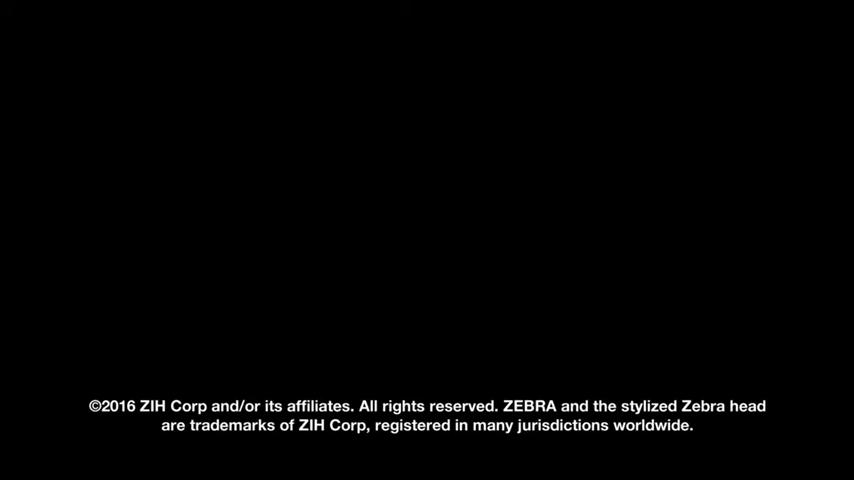 ©2016 ZIH Corp and/or its affiliates. All rights reserved. ZEBRA and the stylized Zebra head
are trademarks of ZIH Corp, registered in many jurisdictions worldwide.